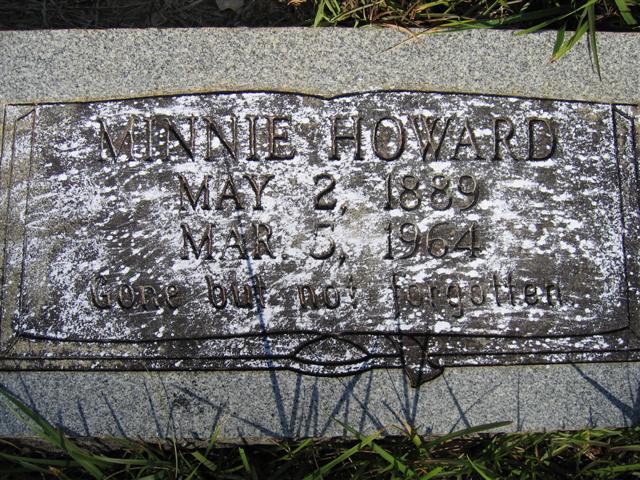 MINNIE HOWARD
MAY 2, 1889
MAR. 5, 1964
Gone but not forgotten